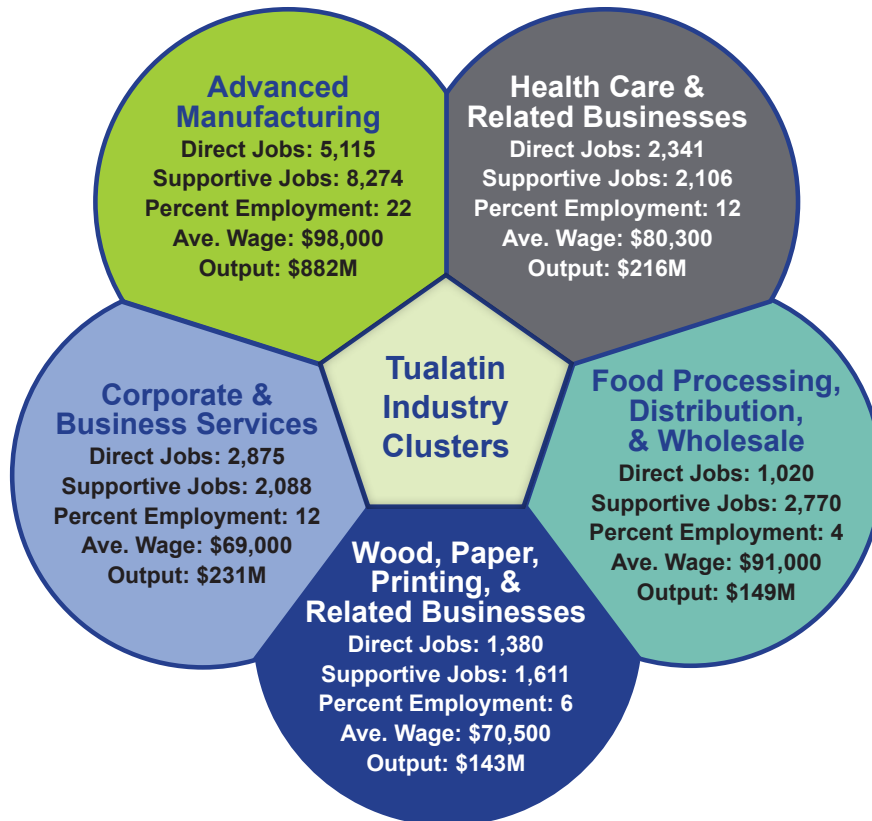 Advanced
Manufacturing
Direct Jobs: 5,115
Supportive Jobs: 8,274
Percent Employment: 22
Ave. Wage: $98,000
Output: $882M
Health Care &
Related Businesses
Direct Jobs: 2,341
Supportive Jobs: 2,106
Percent Employment: 12
Ave. Wage: $80,300
Output: $216M
Tualatin
Industry
Clusters
Corporate &
Business Services
Direct Jobs: 2,875
Supportive Jobs: 2,088
Percent Employment: 12
Ave. Wage: $69,000
Output: $231M
Food Processing,
Distribution,
& Wholesale
Direct Jobs: 1,020
Supportive Jobs: 2,770
Percent Employment: 4
Ave. Wage: $91,000
Output: $149M
Wood, Paper,
Printing, &
Related Businesses
Direct Jobs: 1,380
Supportive Jobs: 1,611
Percent Employment: 6
Ave. Wage: $70,500
Output: $143M